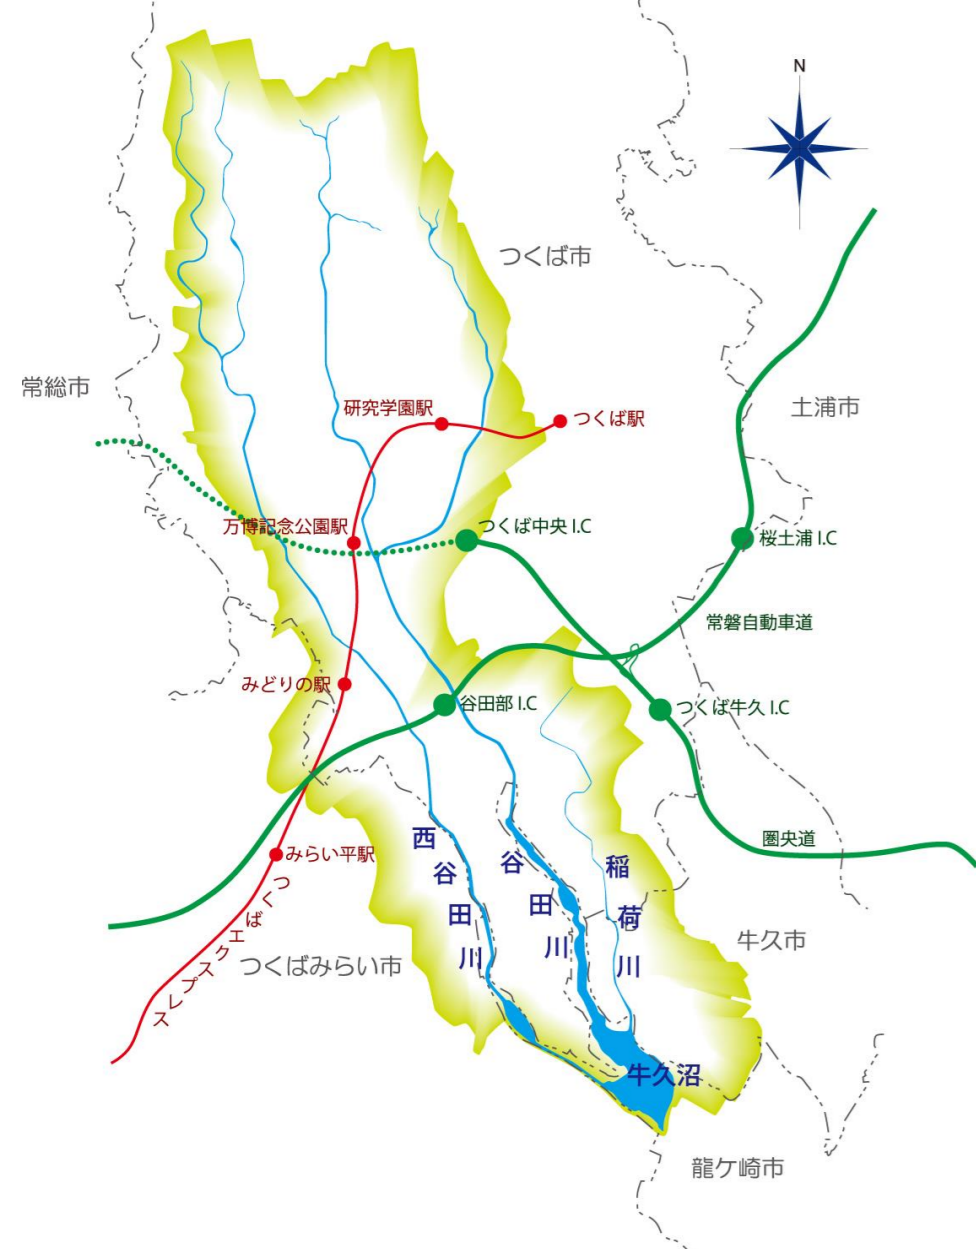 N
つくば市
常総市
土浦市
研究学園駅
つくば駅
万博記念公園駅
つくば中央 I.C
桜土浦 I.C
常磐自動車道
みどりの駅
谷田部 I.C
つくば牛久 I.C
圏央道
みらい平駅
西谷田川
谷田川
稲荷川
つくばエクスプレス
つくばみらい市
牛久市
牛久沼
龍ケ崎市